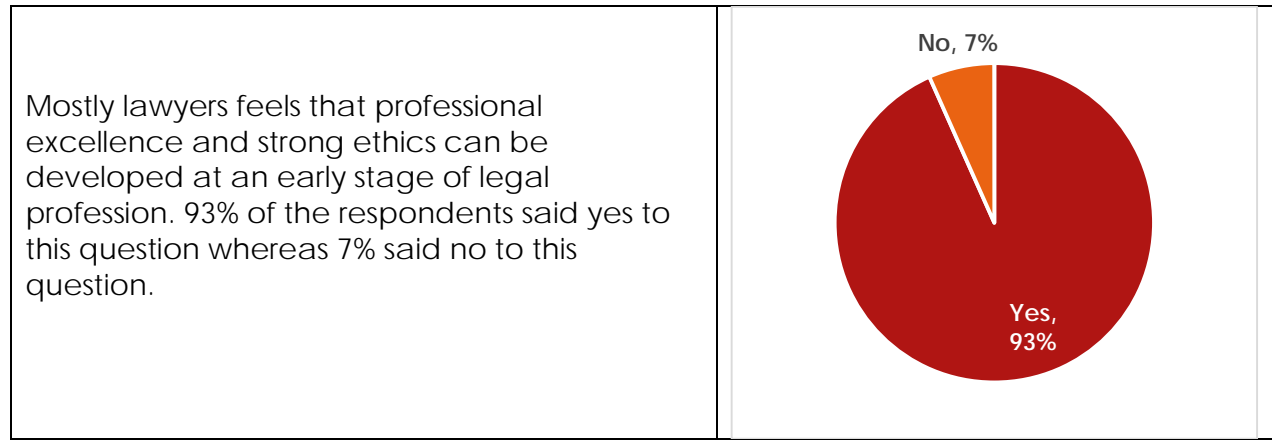 Mostly lawyers feels that professional
excellence and strong ethics can be
developed at an early stage of legal
profession. 93% of the respondents said yes to
this question whereas 7% said no to this
question.
No, 7%
Yes,
93%